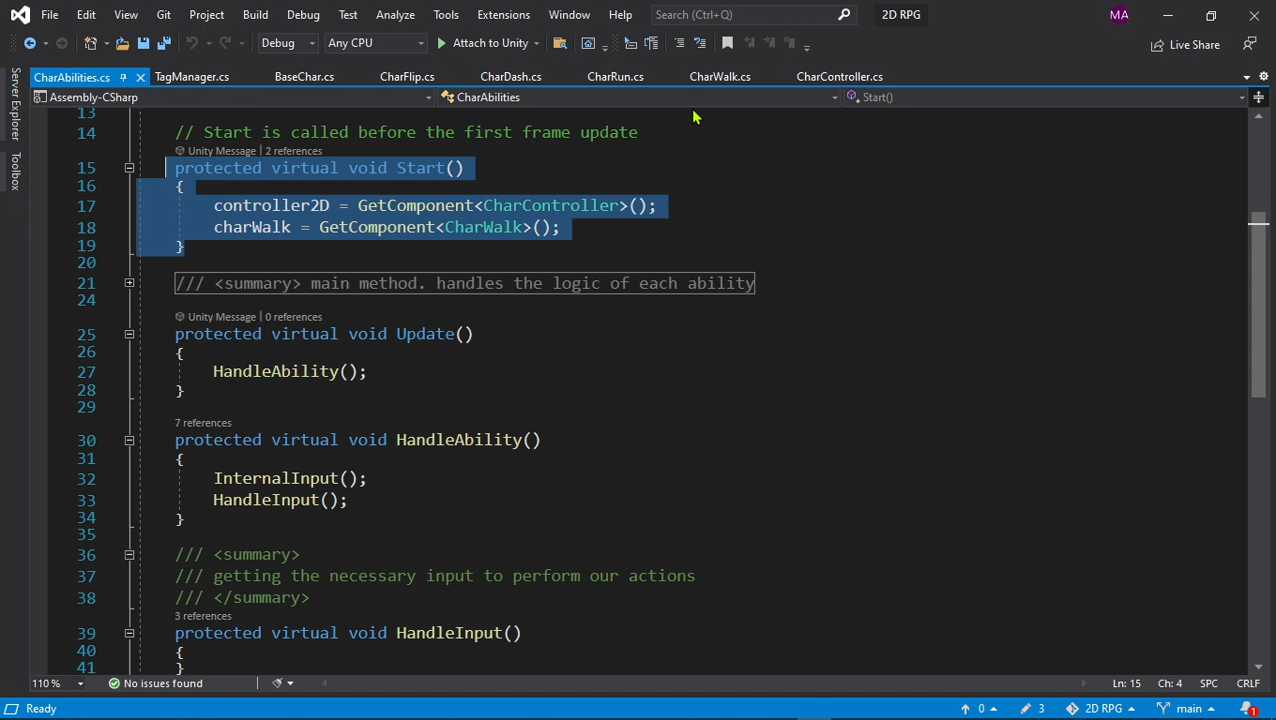 File Edit View Git Project Build Debug Test Analyze Tools Extensions Window Help Search (Ctrl+Q) 2D RPG MA
Debug Any CPU Attach to Unity Live Share
CharAbilities.cs TagManager.cs BaseChar.cs CharFlip.cs CharDash.cs CharRun.cs CharWalk.cs CharController.cs
Assembly-CSharp CharAbilities Start()
Server Explorer
Toolbox
13
14 // Start is called before the first frame update
Unity Message | 2 references
15 protected virtual void Start()
16 {
17 controller2D = GetComponent<CharController>();
18 charWalk = GetComponent<CharWalk>();
19 }
20
21 /// <summary> main method. handles the logic of each ability
24
Unity Message | 0 references
25 protected virtual void Update()
26 {
27 HandleAbility();
28 }
29
7 references
30 protected virtual void HandleAbility()
31 {
32 InternalInput();
33 HandleInput();
34 }
35
36 /// <summary>
37 /// getting the necessary input to perform our actions
38 /// </summary>
3 references
39 protected virtual void HandleInput()
40 {
41 }
110 % No issues found Ln: 15 Ch: 4 SPC CRLF
Ready 0 3 2D RPG main 1